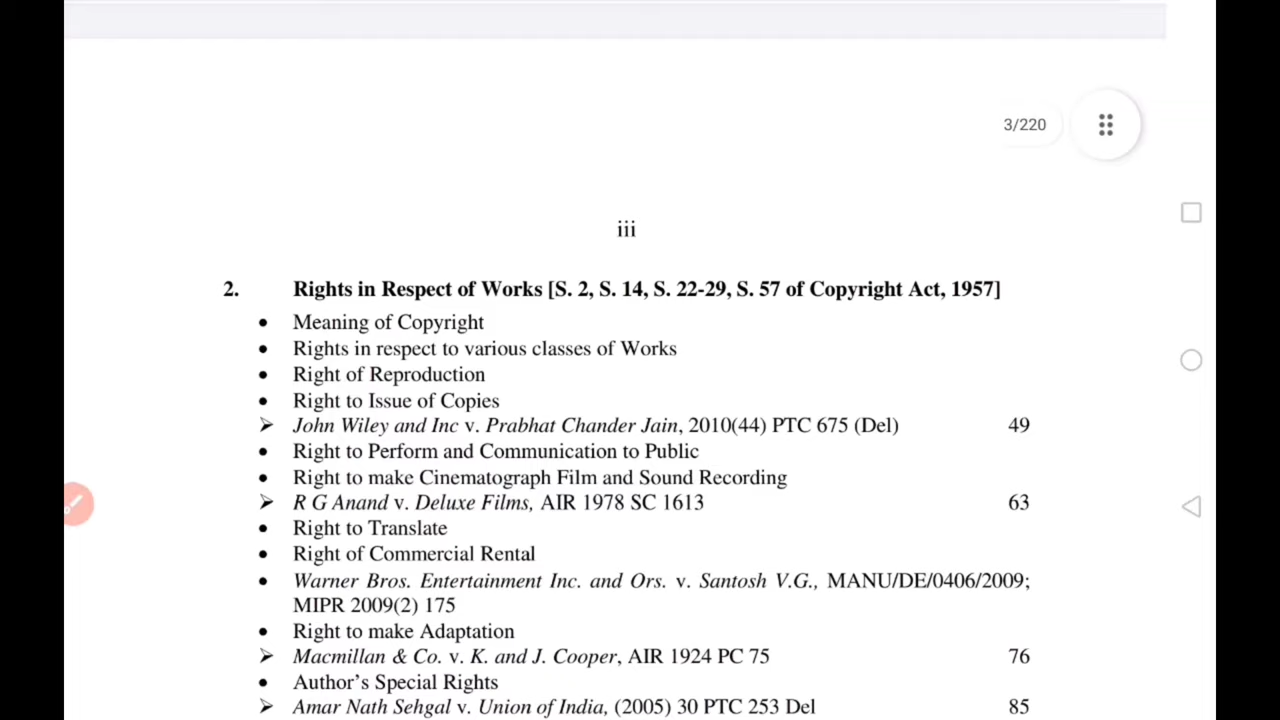 3/220
iii
2. Rights in Respect of Works [S. 2, S. 14, S. 22-29, S. 57 of Copyright Act, 1957]
• Meaning of Copyright
• Rights in respect to various classes of Works
• Right of Reproduction
• Right to Issue of Copies
➢ John Wiley and Inc v. Prabhat Chander Jain, 2010(44) PTC 675 (Del) 49
• Right to Perform and Communication to Public
• Right to make Cinematograph Film and Sound Recording
➢ R G Anand v. Deluxe Films, AIR 1978 SC 1613 63
• Right to Translate
• Right of Commercial Rental
• Warner Bros. Entertainment Inc. and Ors. v. Santosh V.G., MANU/DE/0406/2009;
MIPR 2009(2) 175
• Right to make Adaptation
➢ Macmillan & Co. v. K. and J. Cooper, AIR 1924 PC 75 76
• Author's Special Rights
➢ Amar Nath Sehgal v. Union of India, (2005) 30 PTC 253 Del 85